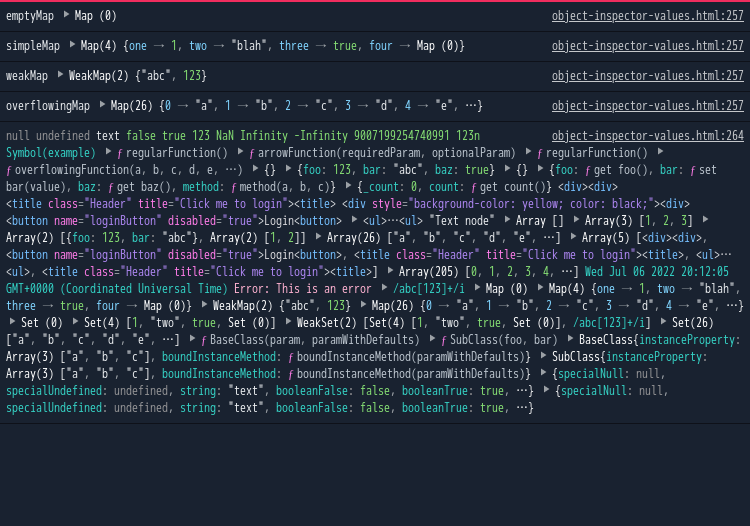 emptyMap ▶ Map (0) object-inspector-values.html:257
simpleMap ▶ Map(4) {one → 1, two → "blah", three → true, four → Map (0)} object-inspector-values.html:257
weakMap ▶ WeakMap(2) {"abc", 123} object-inspector-values.html:257
overflowingMap ▶ Map(26) {0 → "a", 1 → "b", 2 → "c", 3 → "d", 4 → "e", …} object-inspector-values.html:257
null undefined text false true 123 NaN Infinity -Infinity 9007199254740991 123n object-inspector-values.html:264
Symbol(example) ▶ ƒ regularFunction() ▶ ƒ arrowFunction(requiredParam, optionalParam) ▶ ƒ regularFunction() ▶
ƒ overflowingFunction(a, b, c, d, e, …) ▶ {} ▶ {foo: 123, bar: "abc", baz: true} ▶ {} ▶ {foo: ƒ get foo(), bar: ƒ set
bar(value), baz: ƒ get baz(), method: ƒ method(a, b, c)} ▶ {_count: 0, count: ƒ get count()} <div><div>
<title class="Header" title="Click me to login"><title> <div style="background-color: yellow; color: black;"><div>
<button name="loginButton" disabled="true">Login<button> ▶ <ul>…<ul> "Text node" ▶ Array [] ▶ Array(3) [1, 2, 3] ▶
Array(2) [{foo: 123, bar: "abc"}, Array(2) [1, 2]] ▶ Array(26) ["a", "b", "c", "d", "e", …] ▶ Array(5) [<div><div>,
<button name="loginButton" disabled="true">Login<button>, <title class="Header" title="Click me to login"><title>, <ul>…
<ul>, <title class="Header" title="Click me to login"><title>] ▶ Array(205) [0, 1, 2, 3, 4, …] Wed Jul 06 2022 20:12:05
GMT+0000 (Coordinated Universal Time) Error: This is an error ▶ /abc[123]+/i ▶ Map (0) ▶ Map(4) {one → 1, two → "blah",
three → true, four → Map (0)} ▶ WeakMap(2) {"abc", 123} ▶ Map(26) {0 → "a", 1 → "b", 2 → "c", 3 → "d", 4 → "e", …}
▶ Set (0) ▶ Set(4) [1, "two", true, Set (0)] ▶ WeakSet(2) [Set(4) [1, "two", true, Set (0)], /abc[123]+/i] ▶ Set(26)
["a", "b", "c", "d", "e", …] ▶ ƒ BaseClass(param, paramWithDefaults) ▶ ƒ SubClass(foo, bar) ▶ BaseClass{instanceProperty:
Array(3) ["a", "b", "c"], boundInstanceMethod: ƒ boundInstanceMethod(paramWithDefaults)} ▶ SubClass{instanceProperty:
Array(3) ["a", "b", "c"], boundInstanceMethod: ƒ boundInstanceMethod(paramWithDefaults)} ▶ {specialNull: null,
specialUndefined: undefined, string: "text", booleanFalse: false, booleanTrue: true, …} ▶ {specialNull: null,
specialUndefined: undefined, string: "text", booleanFalse: false, booleanTrue: true, …}